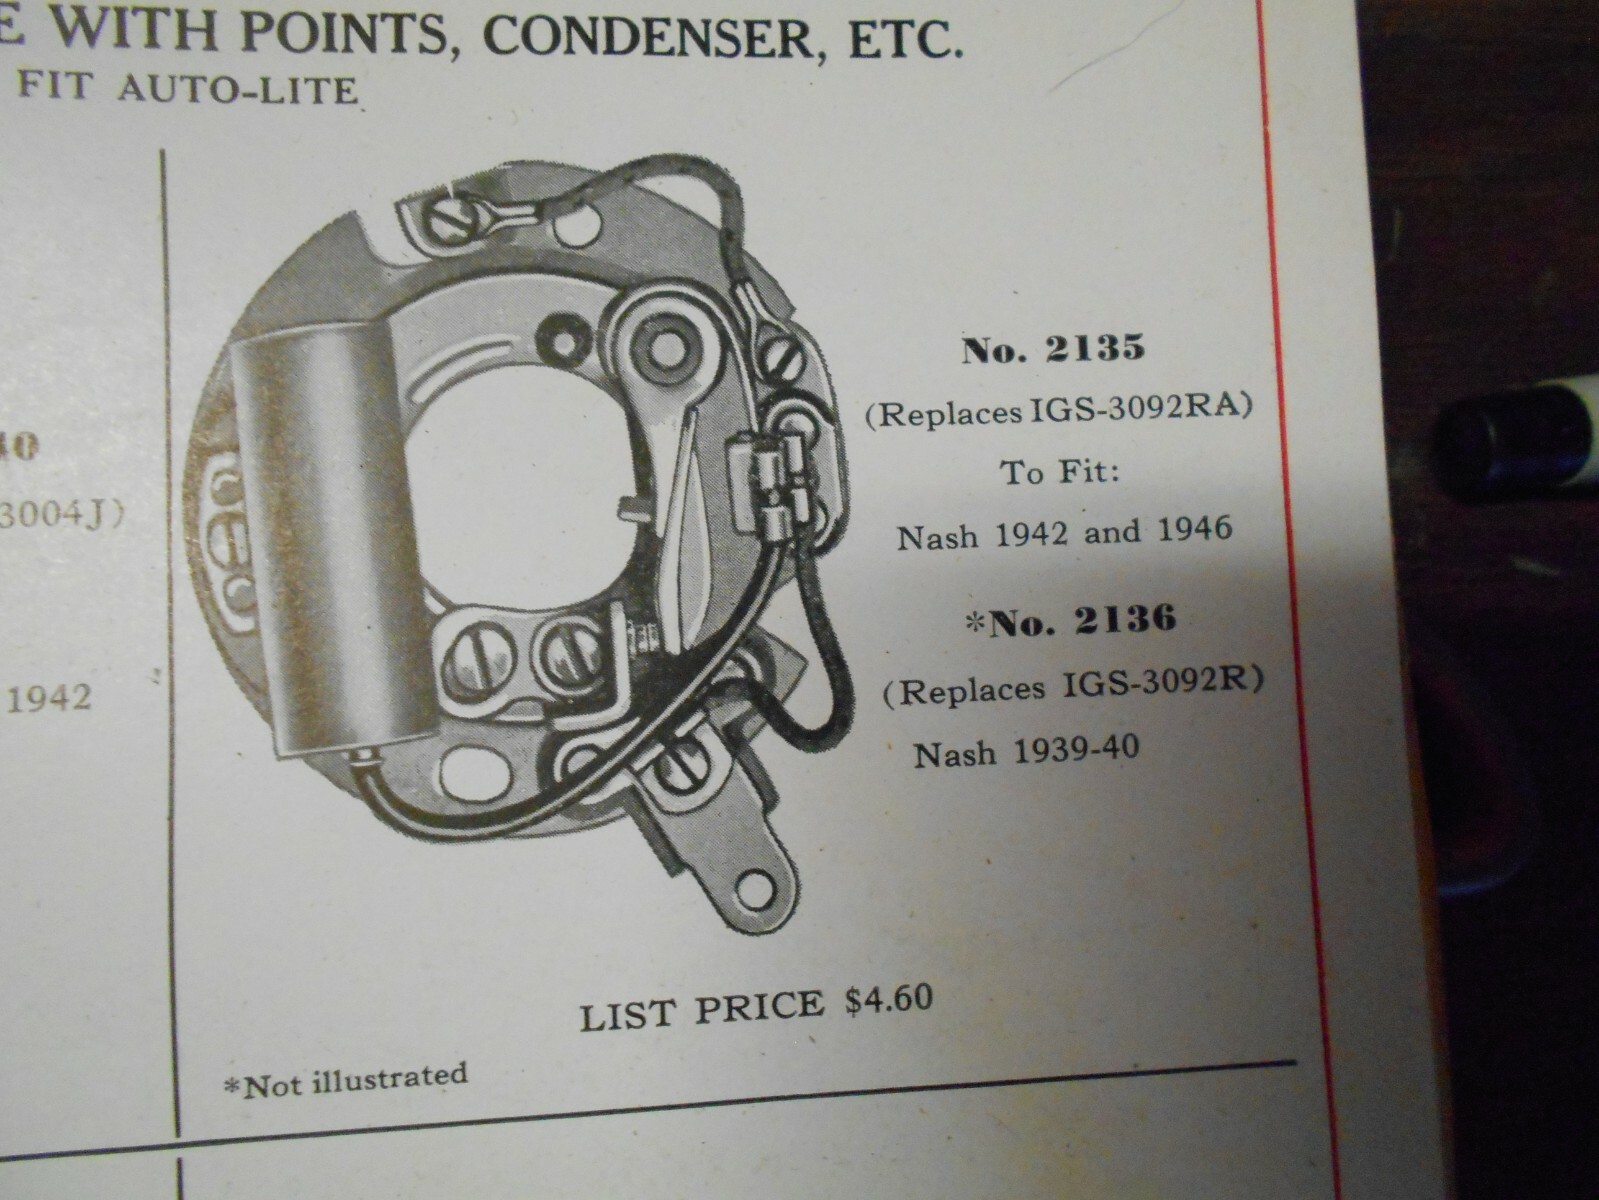 WITH POINTS, CONDENSER, ETC.
FIT AUTO-LITE
3004J)
1942
No. 2135
(Replaces IGS-3092RA)
To Fit:
Nash 1942 and 1946
*No. 2136
(Replaces IGS-3092R)
Nash 1939-40
LIST PRICE $4.60
*Not illustrated